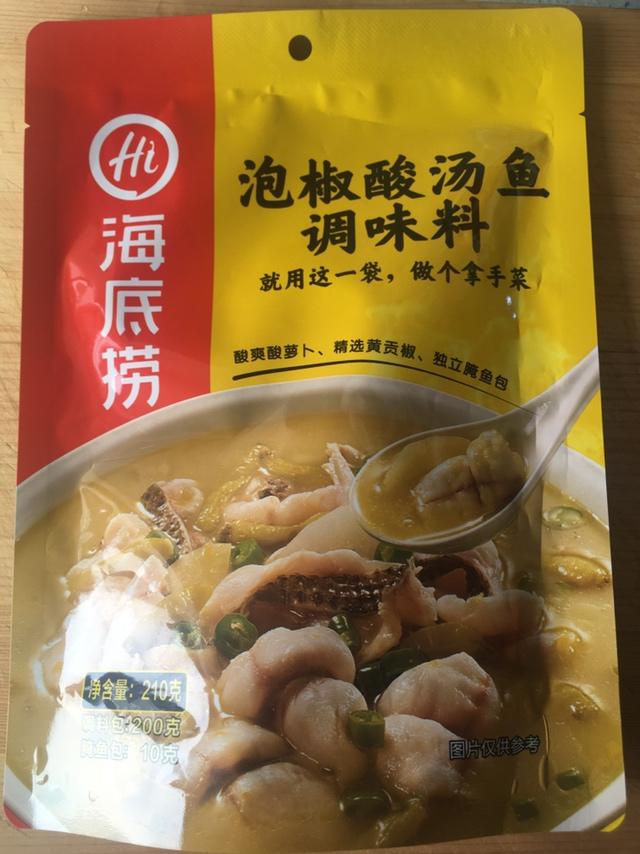 Hi
海底捞
泡椒酸汤鱼
调味料
就用这一袋，做个拿手菜
酸爽酸萝卜、精选黄贡椒、独立腌鱼包
净含量：210克
调料包：200克
腌鱼包：10克
图片仅供参考